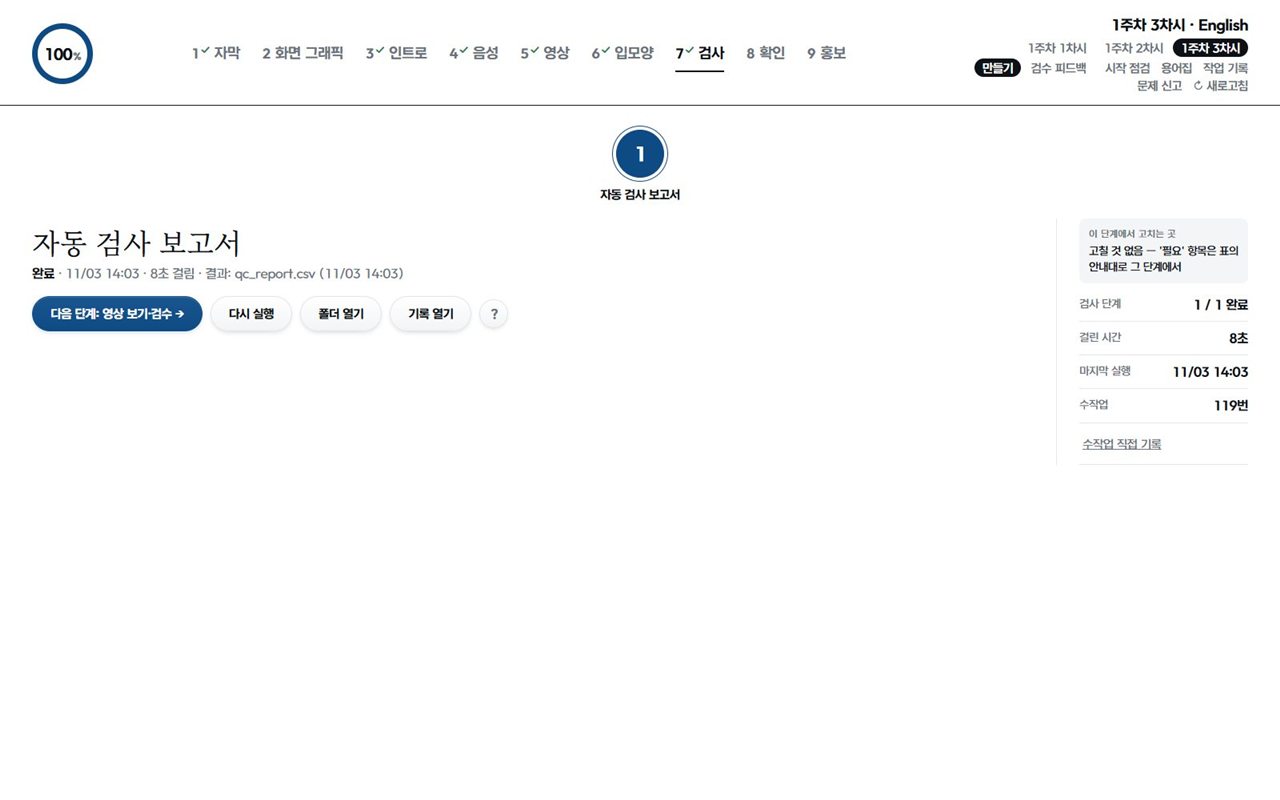 100%
1✓ 자막 2 화면 그래픽 3✓ 인트로 4✓ 음성 5✓ 영상 6✓ 입모양 7✓ 검사 8 확인 9 홍보
1주차 3차시 · English
1주차 1차시 1주차 2차시 1주차 3차시
만들기 검수 피드백 시작 점검 용어집 작업 기록
문제 신고 ↻ 새로고침
1
자동 검사 보고서
자동 검사 보고서
완료 · 11/03 14:03 · 8초 걸림 · 결과: qc_report.csv (11/03 14:03)
다음 단계: 영상 보기·검수 → 다시 실행 폴더 열기 기록 열기 ?
이 단계에서 고치는 곳
고칠 것 없음 — '필요' 항목은 표의
안내대로 그 단계에서
검사 단계 1 / 1 완료
걸린 시간 8초
마지막 실행 11/03 14:03
수작업 119번
수작업 직접 기록